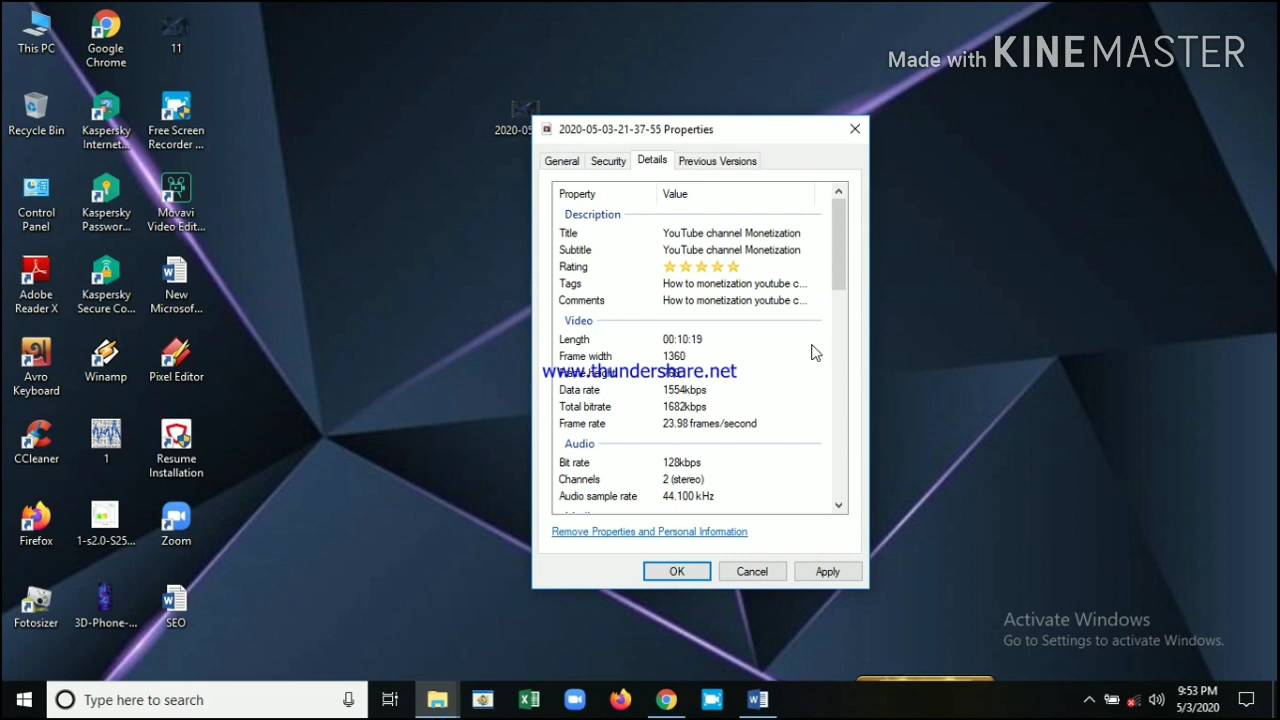 This PC
Google Chrome
11
Recycle Bin
Kaspersky Internet...
Free Screen Recorder ...
Control Panel
Kaspersky Passwor...
Movavi Video Edit...
Adobe Reader X
Kaspersky Secure Co...
New Microsof...
Avro Keyboard
Winamp
Pixel Editor
CCleaner
1
Resume Installation
Firefox
1-s2.0-S25...
Zoom
Fotosizer
3D-Phone-...
SEO
Made with KINEMASTER
2020-05-03-21-37-55 Properties
General Security Details Previous Versions
Property Value
Description
Title YouTube channel Monetization
Subtitle YouTube channel Monetization
Rating
Tags How to monetization youtube c...
Comments How to monetization youtube c...
Video
Length 00:10:19
Frame width 1360
www.thundershare.net
Data rate 1554kbps
Total bitrate 1682kbps
Frame rate 23.98 frames/second
Audio
Bit rate 128kbps
Channels 2 (stereo)
Audio sample rate 44.100 kHz
Remove Properties and Personal Information
OK Cancel Apply
Activate Windows
Go to Settings to activate Windows.
Type here to search
9:53 PM
5/3/2020